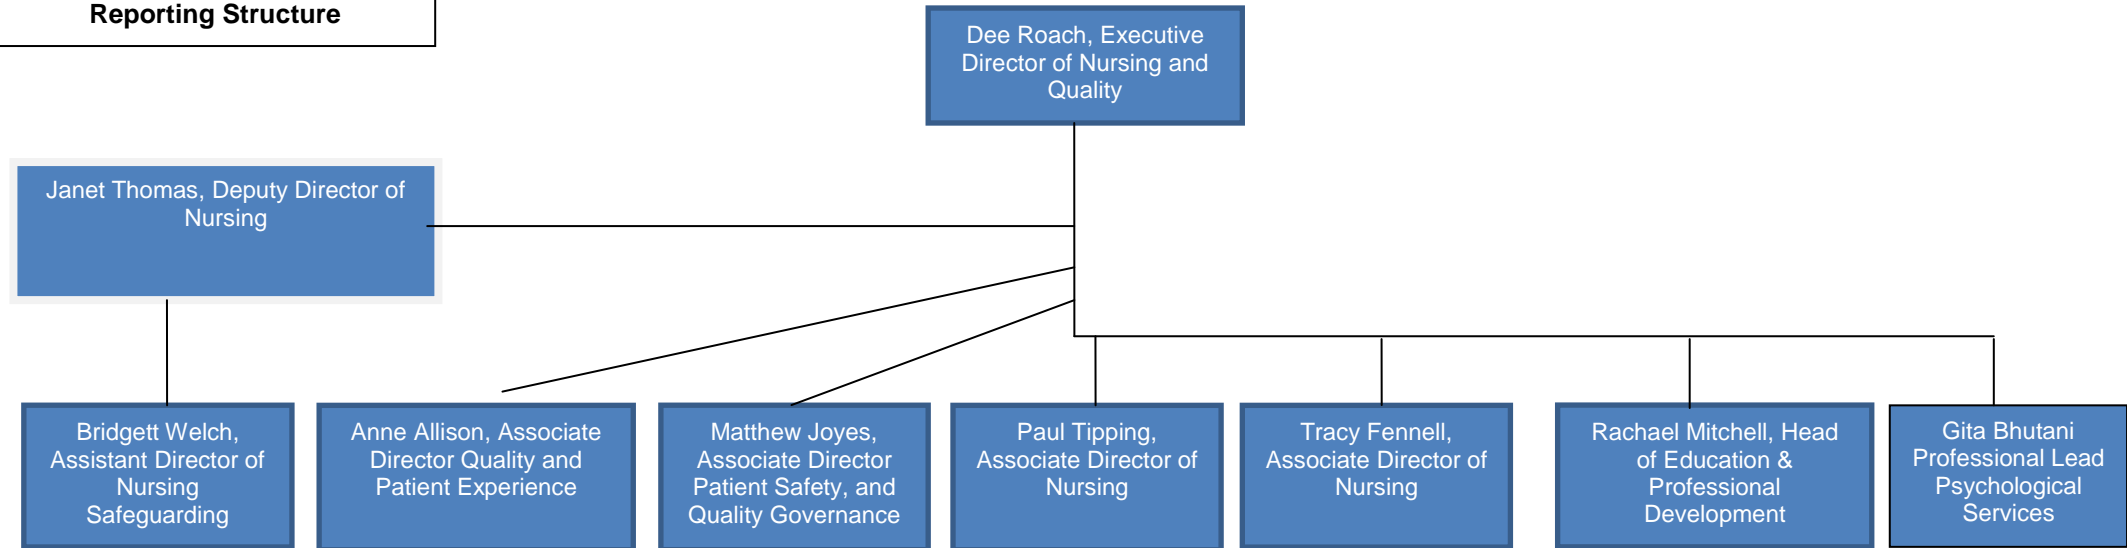 Reporting Structure
Dee Roach, Executive
Director of Nursing and
Quality
Janet Thomas, Deputy Director of
Nursing
Bridgett Welch,
Assistant Director of
Nursing
Safeguarding
Anne Allison, Associate
Director Quality and
Patient Experience
Matthew Joyes,
Associate Director
Patient Safety, and
Quality Governance
Paul Tipping,
Associate Director of
Nursing
Tracy Fennell,
Associate Director of
Nursing
Rachael Mitchell, Head
of Education &
Professional
Development
Gita Bhutani
Professional Lead
Psychological
Services